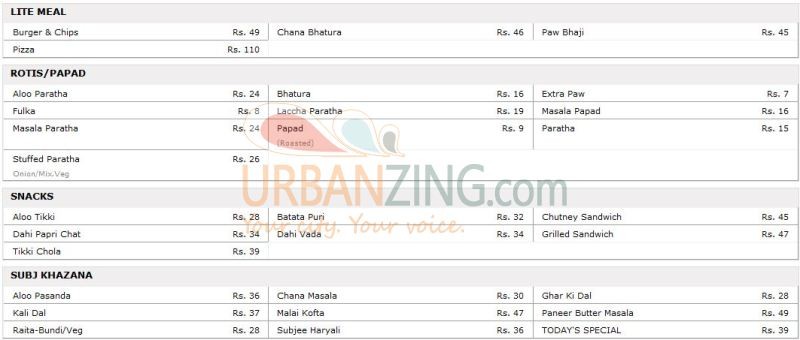 LITE MEAL
Burger & Chips Rs. 49 Chana Bhatura Rs. 46 Paw Bhaji Rs. 45
Pizza Rs. 110
ROTIS/PAPAD
Aloo Paratha Rs. 24 Bhatura Rs. 16 Extra Paw Rs. 7
Fulka Rs. 8 Laccha Paratha Rs. 19 Masala Papad Rs. 16
Masala Paratha Rs. 24 Papad Rs. 9 Paratha Rs. 15
(Roasted)
Stuffed Paratha Rs. 26
Onion/Mix.Veg
URBANZING.com
SNACKS
Aloo Tikki Rs. 28 Batata Puri Rs. 32 Chutney Sandwich Rs. 45
Your city. Your voice.
Dahi Papri Chat Rs. 34 Dahi Vada Rs. 34 Grilled Sandwich Rs. 47
Tikki Chola Rs. 39
SUBJ KHAZANA
Aloo Pasanda Rs. 36 Chana Masala Rs. 30 Ghar Ki Dal Rs. 28
Kali Dal Rs. 37 Malai Kofta Rs. 47 Paneer Butter Masala Rs. 49
Raita-Bundi/Veg Rs. 28 Subjee Haryali Rs. 36 TODAY'S SPECIAL Rs. 39